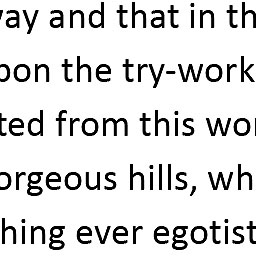 way and that in th
pon the try-work
ted from this wor
orgeous hills, wh
hing ever egotist